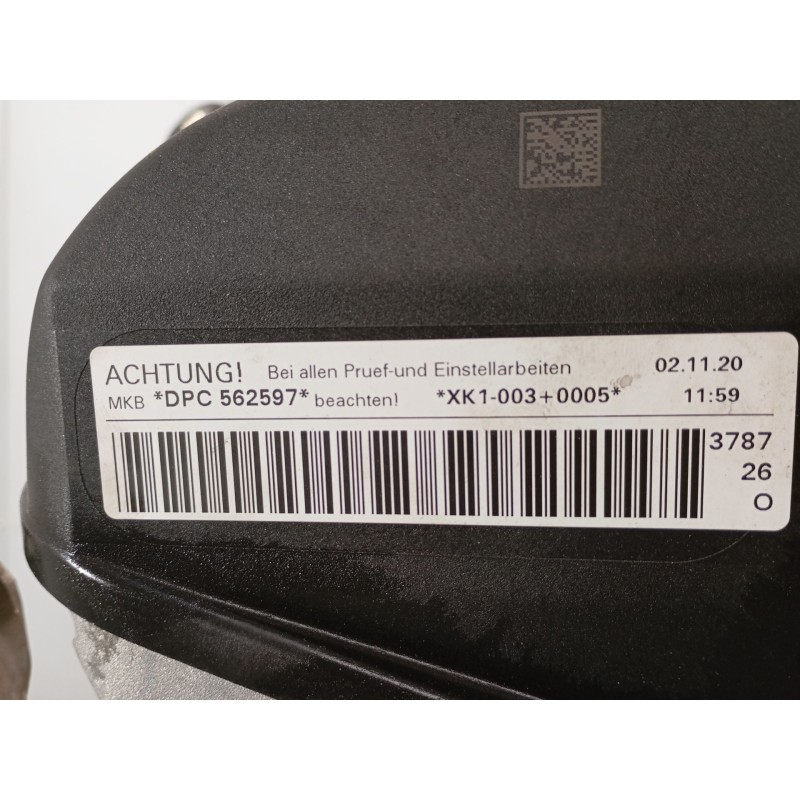 ACHTUNG! Bei allen Pruef-und Einstellarbeiten 02.11.20
MKB *DPC 562597* beachten! *XK1-003+0005* 11:59
3787
26
O